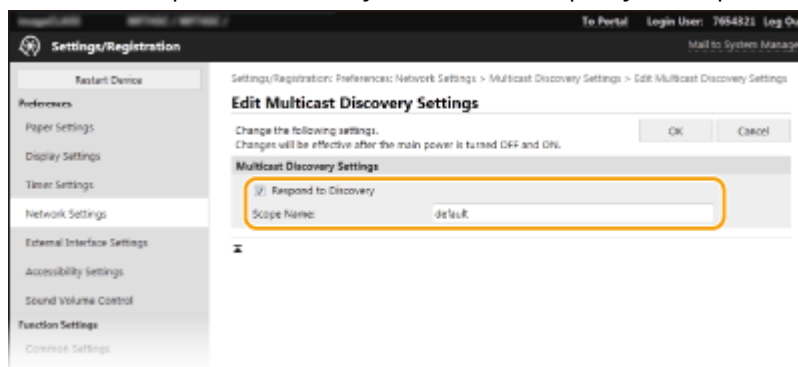 To Portal Login User: 7654321 Log Ou
Settings/Registration
Mail to System Manage
Restart Device
Settings/Registration: Preferences: Network Settings > Multicast Discovery Settings > Edit Multicast Discovery Settings
Preferences
Edit Multicast Discovery Settings
Paper Settings
Change the following settings.
Changes will be effective after the main power is turned OFF and ON.
OK Cancel
Display Settings
Multicast Discovery Settings
Timer Settings
Respond to Discovery
Network Settings
Scope Name: default
External Interface Settings
Accessibility Settings
Sound Volume Control
Function Settings
Common Settings